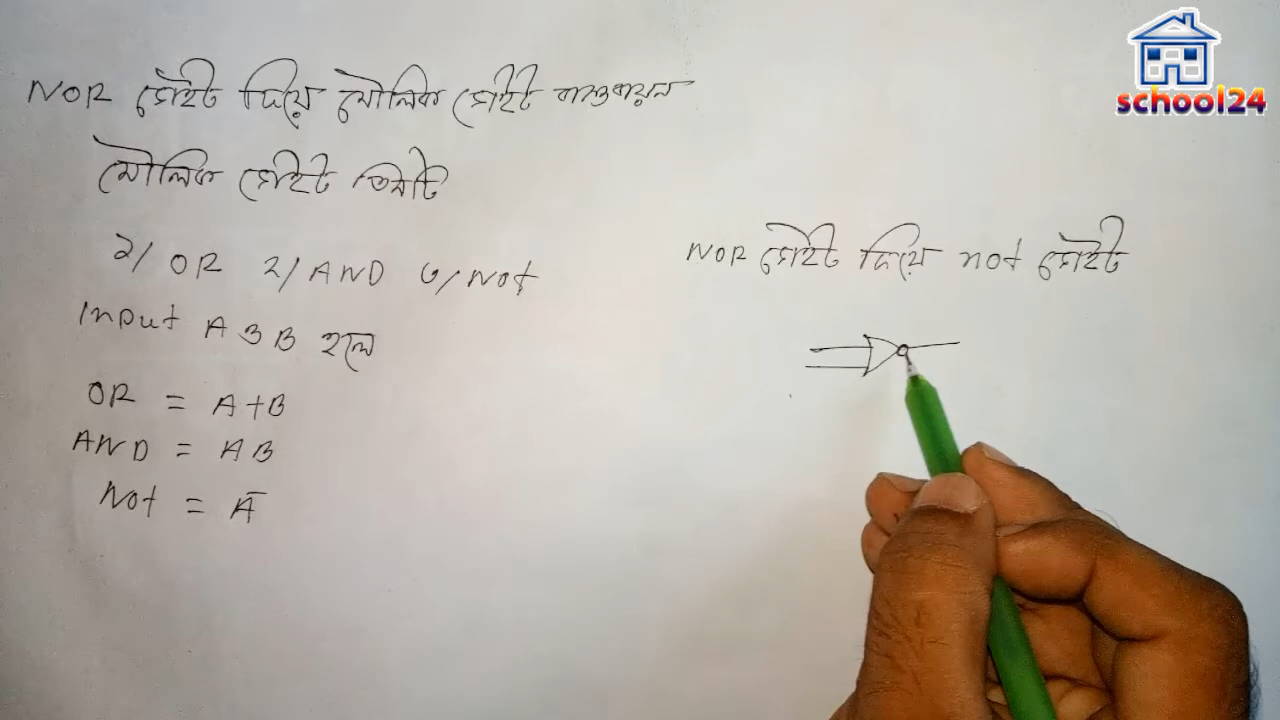 school24
NOR গেইট দিয়ে মৌলিক গেইট বাস্তবায়ন
মৌলিক গেইট তিনটি
১/ OR ২/ AND ৩/ Not
Input A ও B হলে
OR = A+B
AND = AB
Not = Ā
NOR গেইট দিয়ে not গেইট